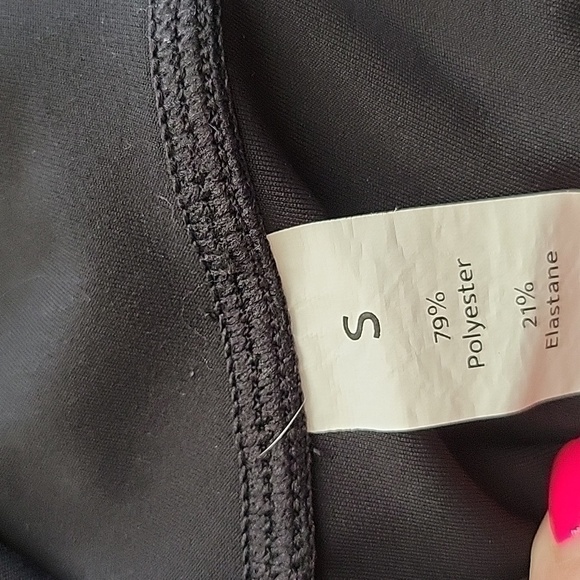 S
79%
Polyester
21%
Elastane